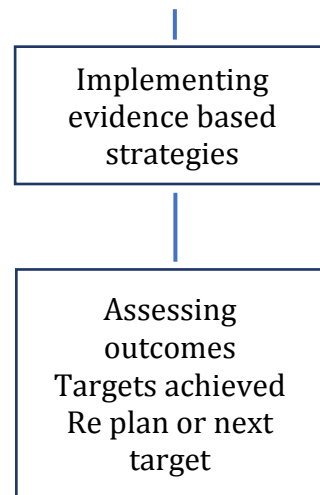 Implementing
evidence based
strategies
Assessing
outcomes
Targets achieved
Re plan or next
target